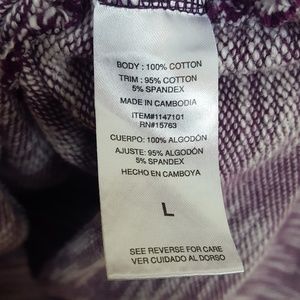 BODY : 100% COTTON
TRIM : 95% COTTON
5% SPANDEX
MADE IN CAMBODIA
ITEM#1147101
RN#15763
CUERPO: 100% ALGODÓN
AJUSTE: 95% ALGODÓN
5% SPANDEX
HECHO EN CAMBOYA
L
SEE REVERSE FOR CARE
VER CUIDADO AL DORSO